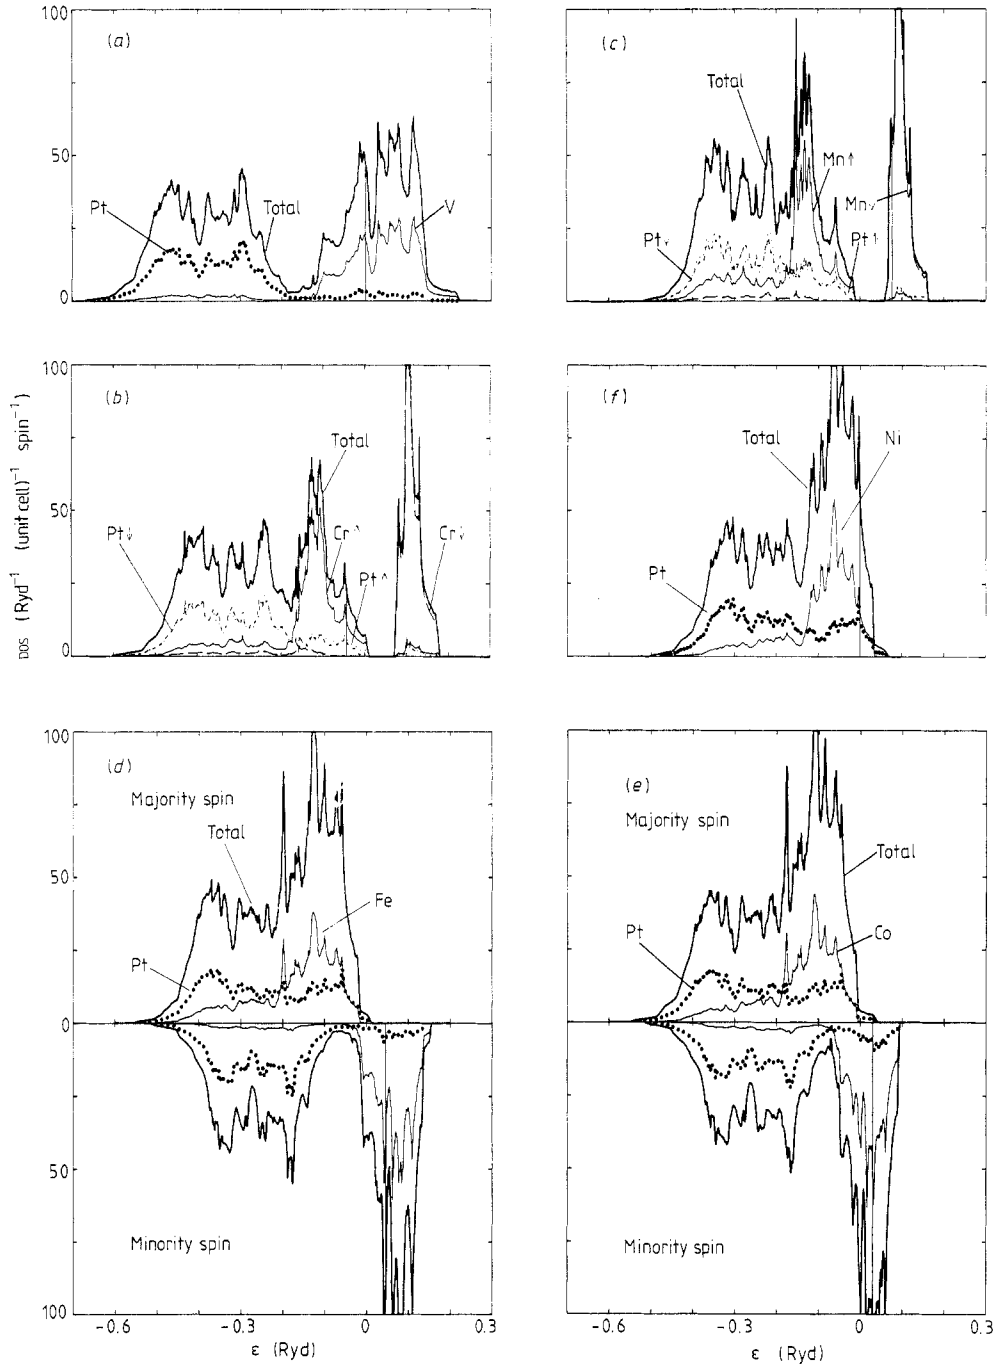 (a)
100
50
0
Pt
Total
V
(c)
Total
Mn↑
Mn↓
Pt↓
Pt↑
(b)
100
50
0
Total
Pt↓
Cr↑
Cr↓
Pt↑
DOS (Ryd⁻¹ (unit cell)⁻¹ spin⁻¹)
(f)
Total
Ni
Pt
(d)
100
50
0
50
100
Majority spin
Total
Fe
Pt
Minority spin
-0.6
-0.3
0
0.3
ε (Ryd)
(e)
Majority spin
Total
Pt
Co
Minority spin
-0.6
-0.3
0
0.3
ε (Ryd)